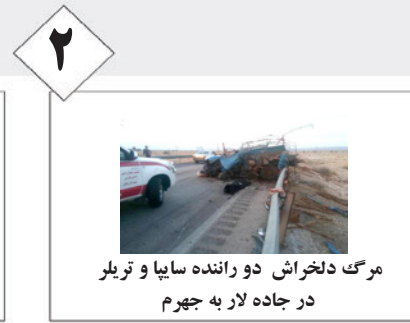 ۲
مرگ دلخراش دو راننده سایپا و تریلر
در جاده لار به جهرم